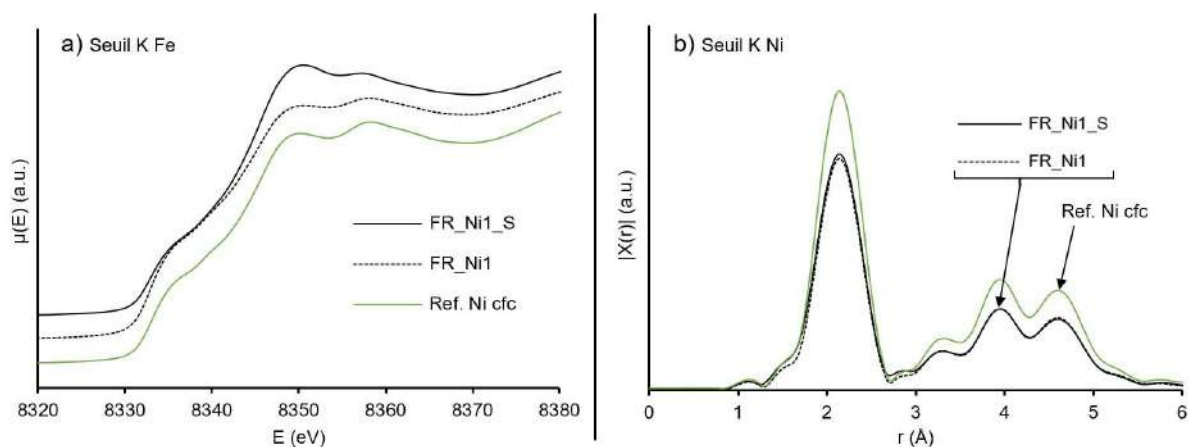 a) Seuil K Fe
μ(E) (a.u.)
FR_Ni1_S
FR_Ni1
Ref. Ni cfc
8320 8330 8340 8350 8360 8370 8380
E (eV)
b) Seuil K Ni
|X(r)| (a.u.)
FR_Ni1_S
FR_Ni1
Ref. Ni cfc
0 1 2 3 4 5 6
r (Å)